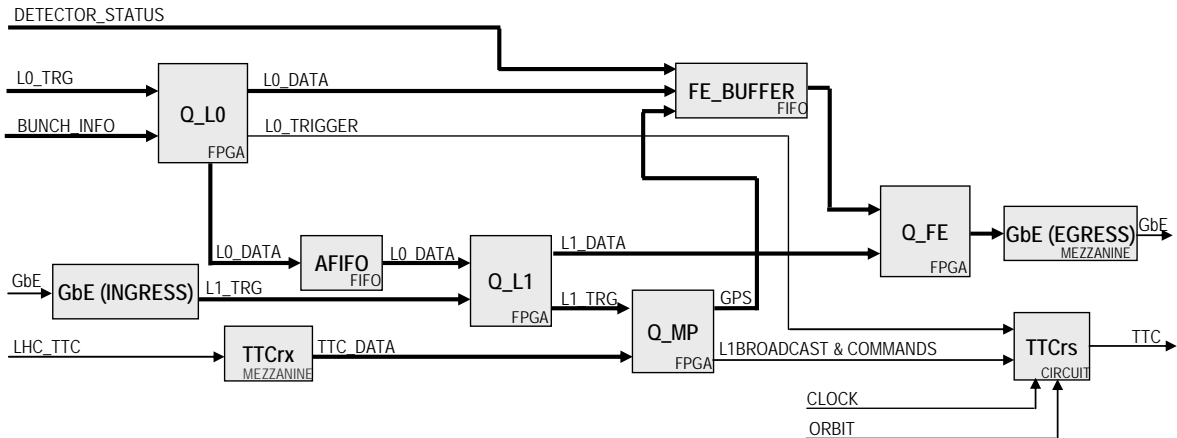 DETECTOR_STATUS
L0_TRG
L0_DATA
FE_BUFFER
FIFO
Q_L0
BUNCH_INFO
L0_TRIGGER
FPGA
Q_FE
FPGA
GbE (EGRESS)
MEZZANINE
GbE
L0_DATA
AFIFO
FIFO
L0_DATA
L1_DATA
Q_L1
FPGA
GbE
GbE (INGRESS)
L1_TRG
L1_TRG
GPS
Q_MP
FPGA
LHC_TTC
TTCrx
MEZZANINE
TTC_DATA
L1BROADCAST & COMMANDS
TTCrs
CIRCUIT
TTC
CLOCK
ORBIT